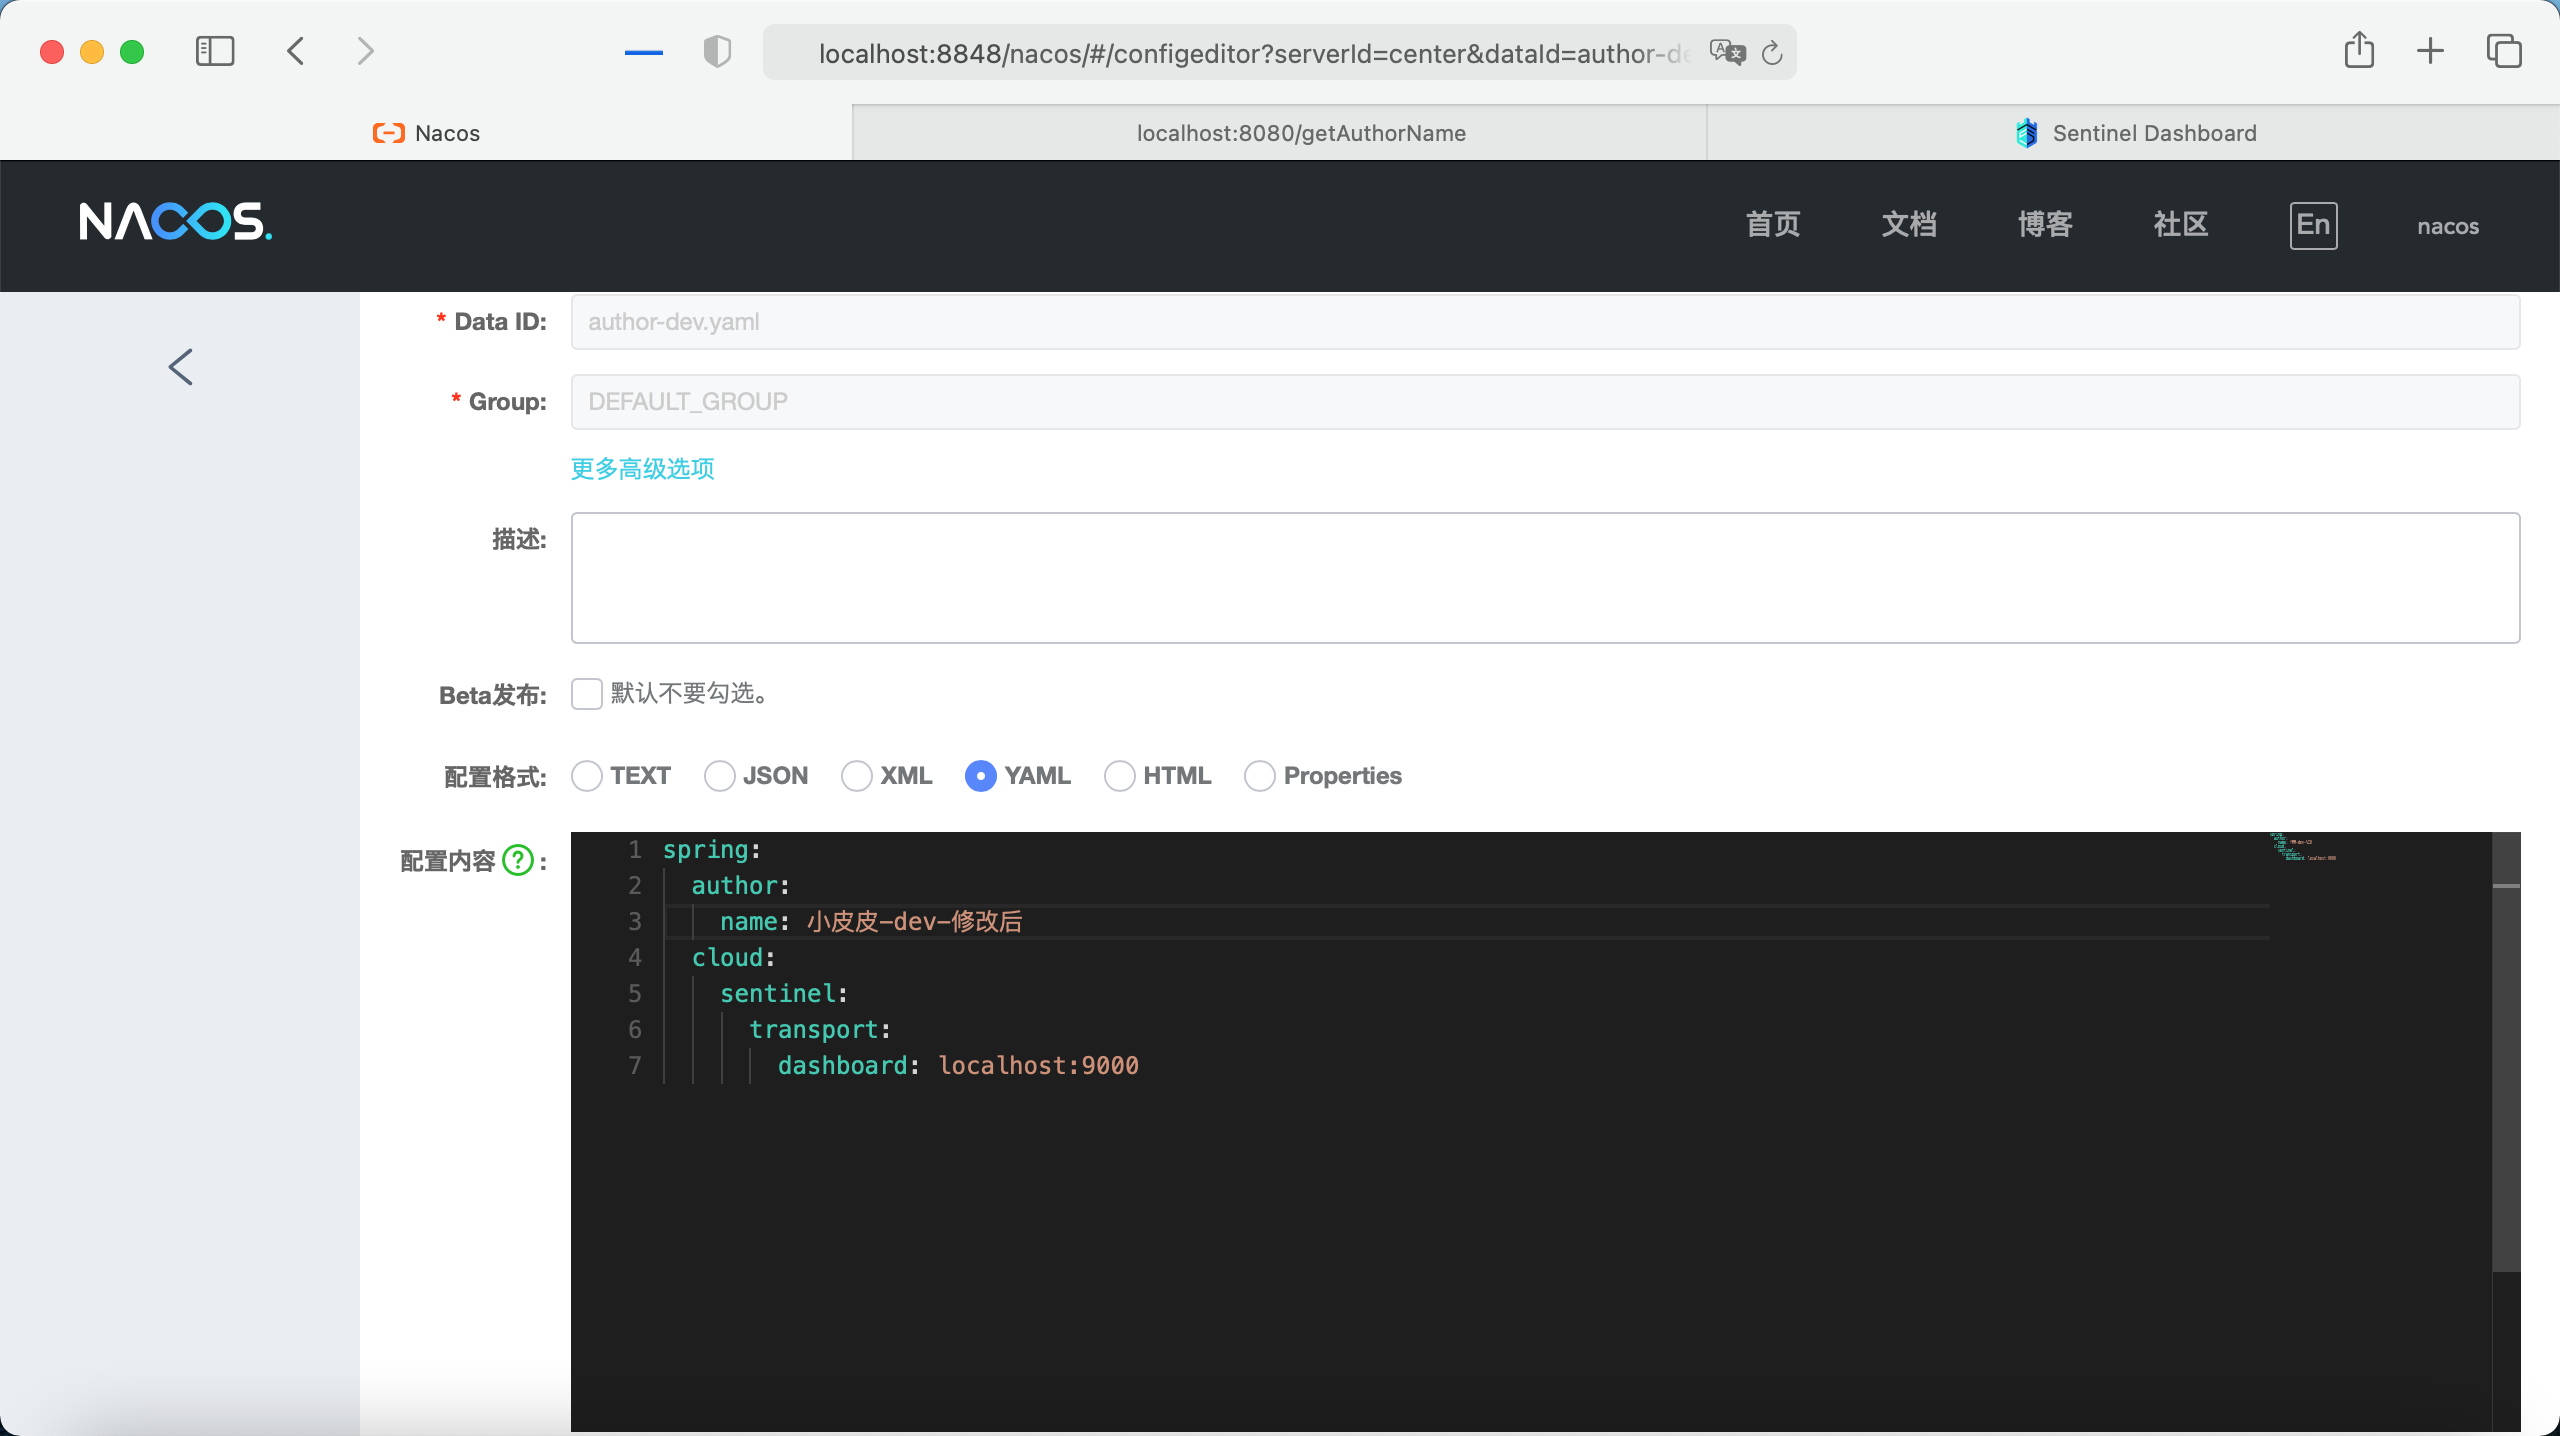 localhost:8848/nacos/#/configeditor?serverId=center&dataId=author-de
Nacos
localhost:8080/getAuthorName
Sentinel Dashboard
NACOS.
首页 文档 博客 社区 En nacos
* Data ID: author-dev.yaml
* Group: DEFAULT_GROUP
更多高级选项
描述:
Beta发布: 默认不要勾选。
配置格式: TEXT JSON XML YAML HTML Properties
配置内容 ? :
1 spring:
2 author:
3 name: 小皮皮-dev-修改后
4 cloud:
5 sentinel:
6 transport:
7 dashboard: localhost:9000